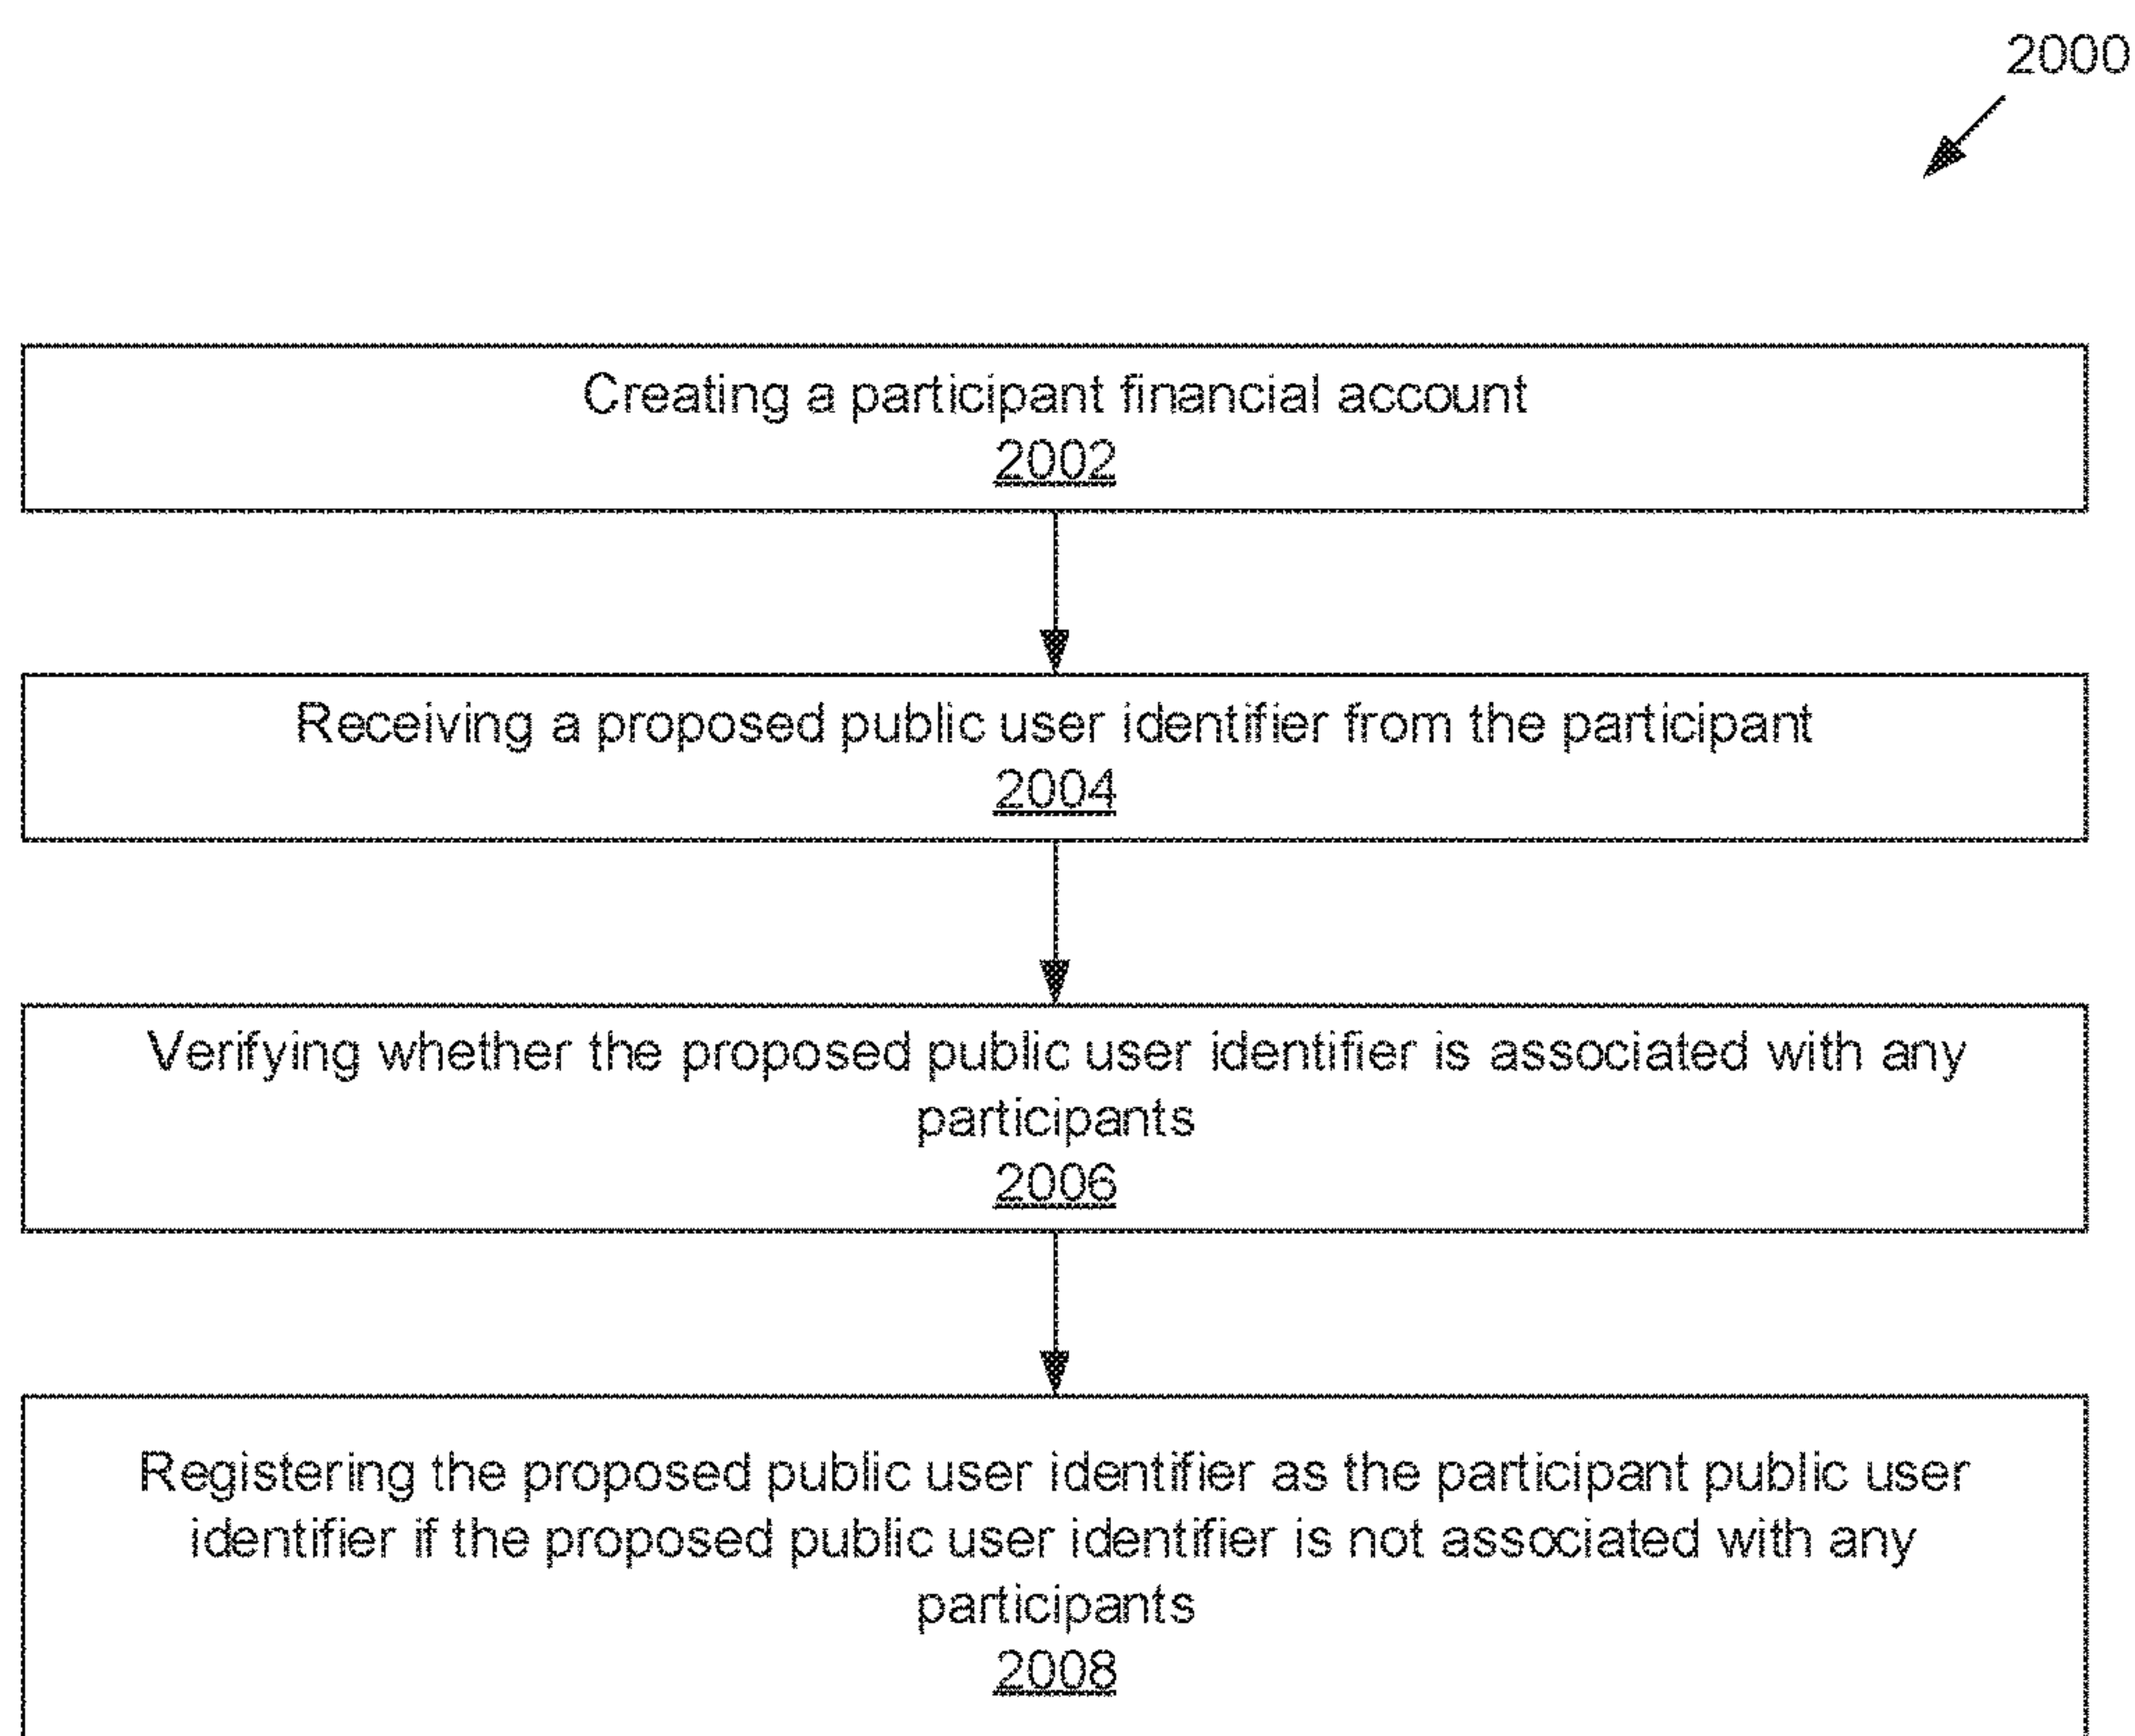 2000
Creating a participant financial account
2002
Receiving a proposed public user identifier from the participant
2004
Verifying whether the proposed public user identifier is associated with any
participants
2006
Registering the proposed public user identifier as the participant public user
identifier if the proposed public user identifier is not associated with any
participants
2008